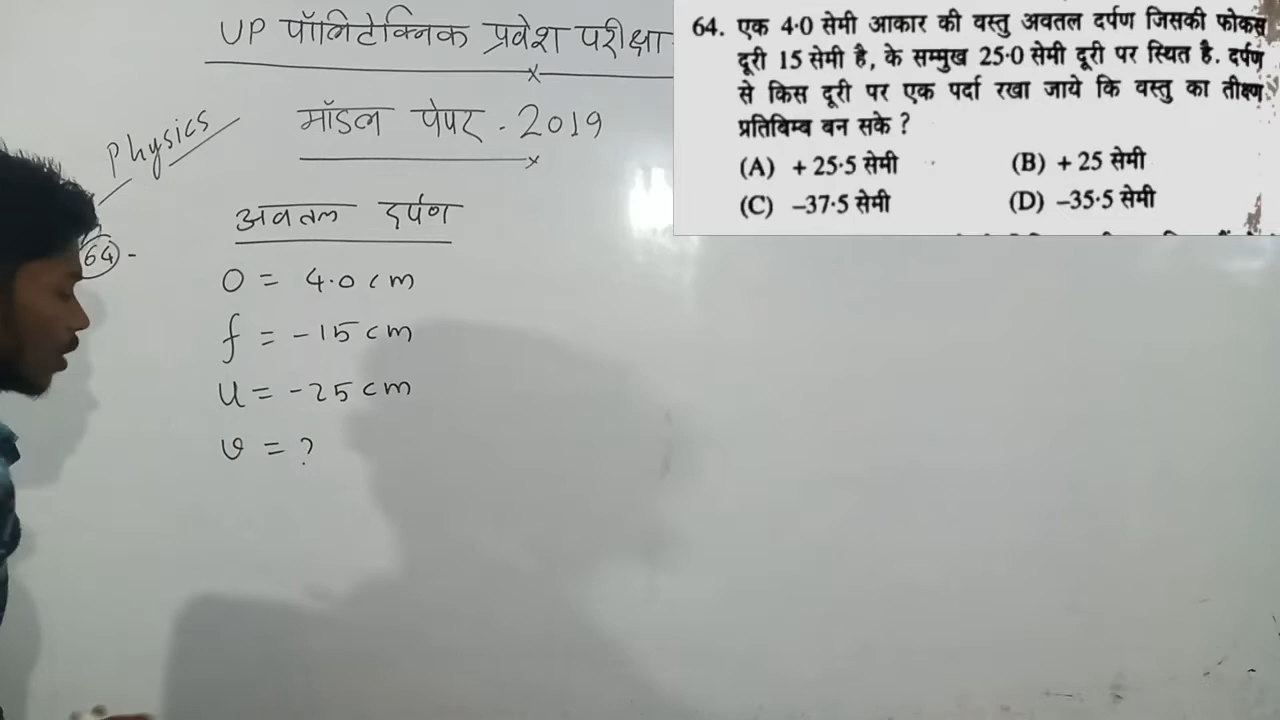 UP पॉलिटेक्निक प्रवेश परीक्षा
मॉडल पेपर - 2019
Physics
अवतल दर्पण
64 -
O = 4.0 cm
f = -15 cm
u = -25 cm
v = ?
64. एक 4·0 सेमी आकार की वस्तु अवतल दर्पण जिसकी फोकस
दूरी 15 सेमी है, के सम्मुख 25·0 सेमी दूरी पर स्थित है. दर्पण
से किस दूरी पर एक पर्दा रखा जाये कि वस्तु का तीक्ष्ण
प्रतिविम्ब बन सके ?
(A) + 25·5 सेमी (B) + 25 सेमी
(C) –37·5 सेमी (D) –35·5 सेमी